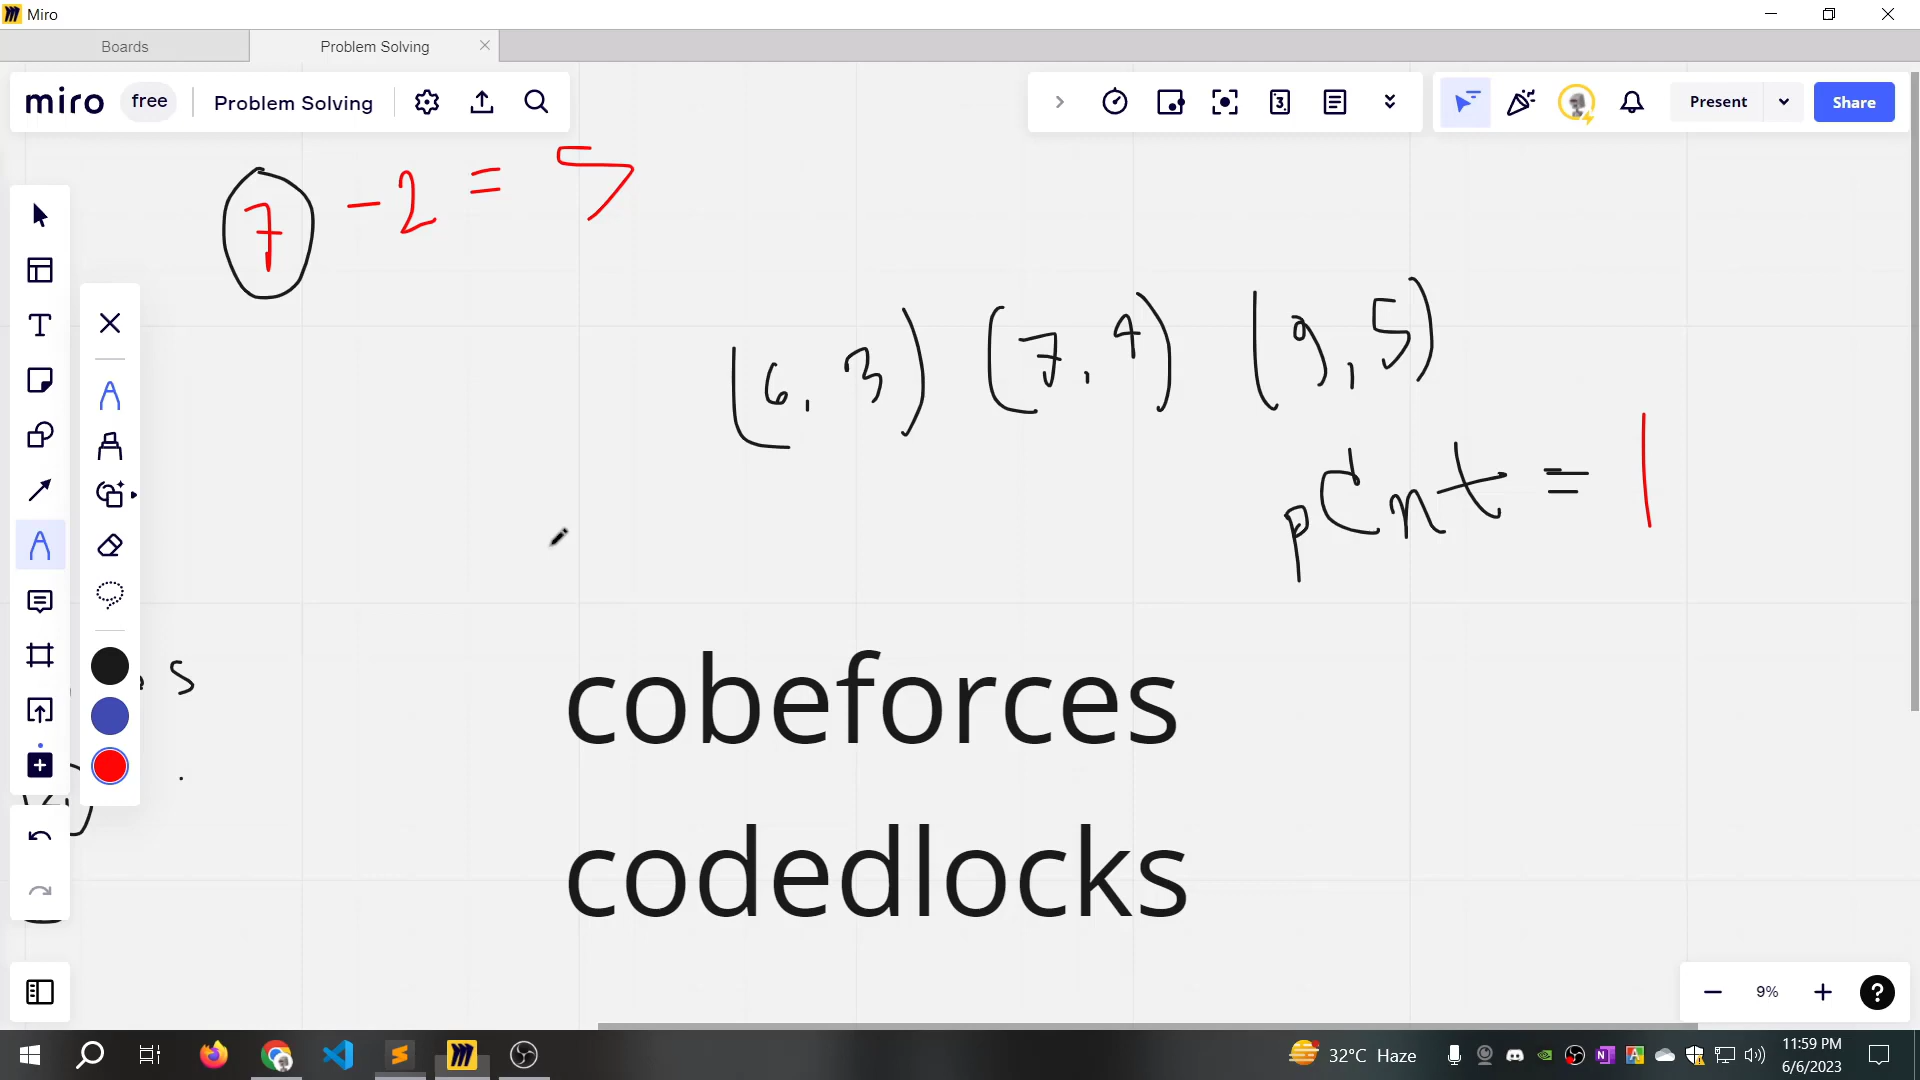 Miro
Boards
Problem Solving
miro
free
Problem Solving
3
Present
Share
7 - 2 = 5
(6, 3) (7, 4) (9, 5)
pCnt = 1
s
cobeforces
codedlocks
9%
?
32°C Haze
11:59 PM
6/6/2023